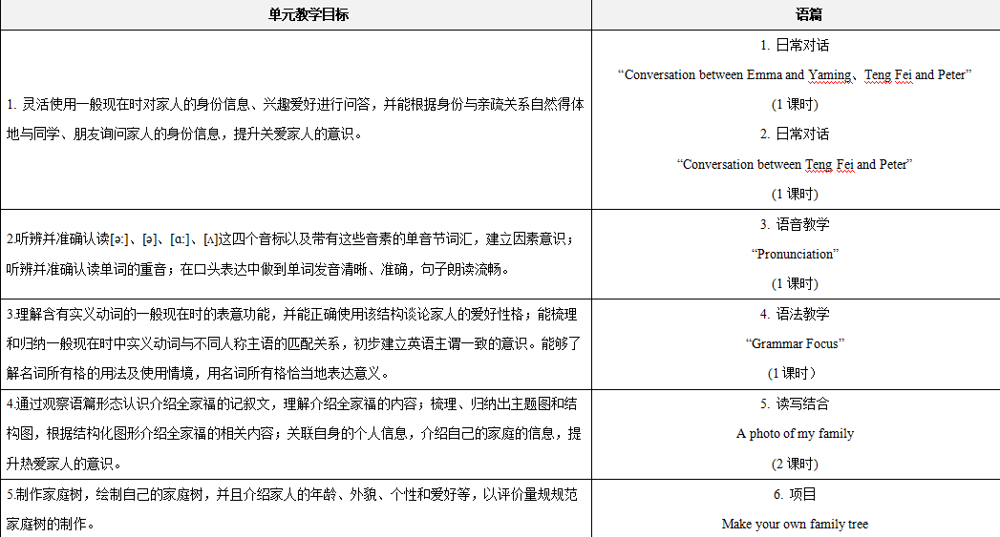 单元教学目标
语篇
1. 灵活使用一般现在时对家人的身份信息、兴趣爱好进行问答，并能根据身份与亲疏关系自然得体
地与同学、朋友询问家人的身份信息，提升关爱家人的意识。
1. 日常对话
“Conversation between Emma and Yaming、Teng Fei and Peter”
(1 课时)
2. 日常对话
“Conversation between Teng Fei and Peter”
(1 课时)
2.听辨并准确认读[əː]、[ə]、[ɑː]、[ʌ]这四个音标以及带有这些音素的单音节词汇，建立因素意识；
听辨并准确认读单词的重音；在口头表达中做到单词发音清晰、准确，句子朗读流畅。
3. 语音教学
“Pronunciation”
(1 课时)
3.理解含有实义动词的一般现在时的表意功能，并能正确使用该结构谈论家人的爱好性格；能梳理
和归纳一般现在时中实义动词与不同人称主语的匹配关系，初步建立英语主谓一致的意识。能够了
解名词所有格的用法及使用情境，用名词所有格恰当地表达意义。
4. 语法教学
“Grammar Focus”
(1 课时）
4.通过观察语篇形态认识介绍全家福的记叙文，理解介绍全家福的内容；梳理、归纳出主题图和结
构图，根据结构化图形介绍全家福的相关内容；关联自身的个人信息，介绍自己的家庭的信息，提
升热爱家人的意识。
5. 读写结合
A photo of my family
(2 课时)
5.制作家庭树，绘制自己的家庭树，并且介绍家人的年龄、外貌、个性和爱好等，以评价量规规范
家庭树的制作。
6. 项目
Make your own family tree